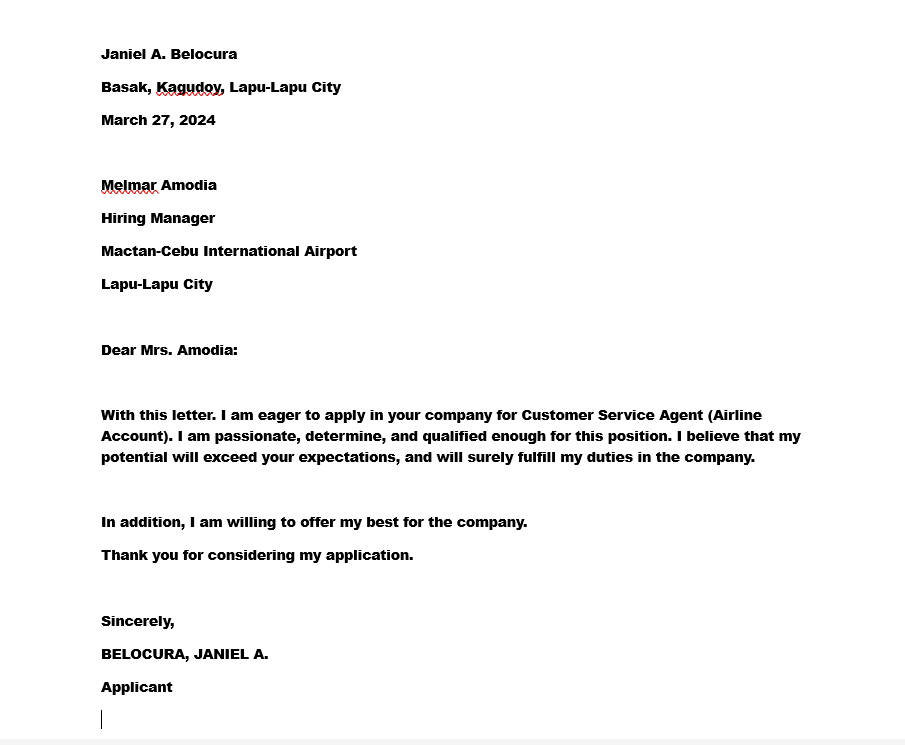 Janiel A. Belocura
Basak, Kagudoy, Lapu-Lapu City
March 27, 2024
Melmar Amodia
Hiring Manager
Mactan-Cebu International Airport
Lapu-Lapu City
Dear Mrs. Amodia:
With this letter. I am eager to apply in your company for Customer Service Agent (Airline
Account). I am passionate, determine, and qualified enough for this position. I believe that my
potential will exceed your expectations, and will surely fulfill my duties in the company.
In addition, I am willing to offer my best for the company.
Thank you for considering my application.
Sincerely,
BELOCURA, JANIEL A.
Applicant